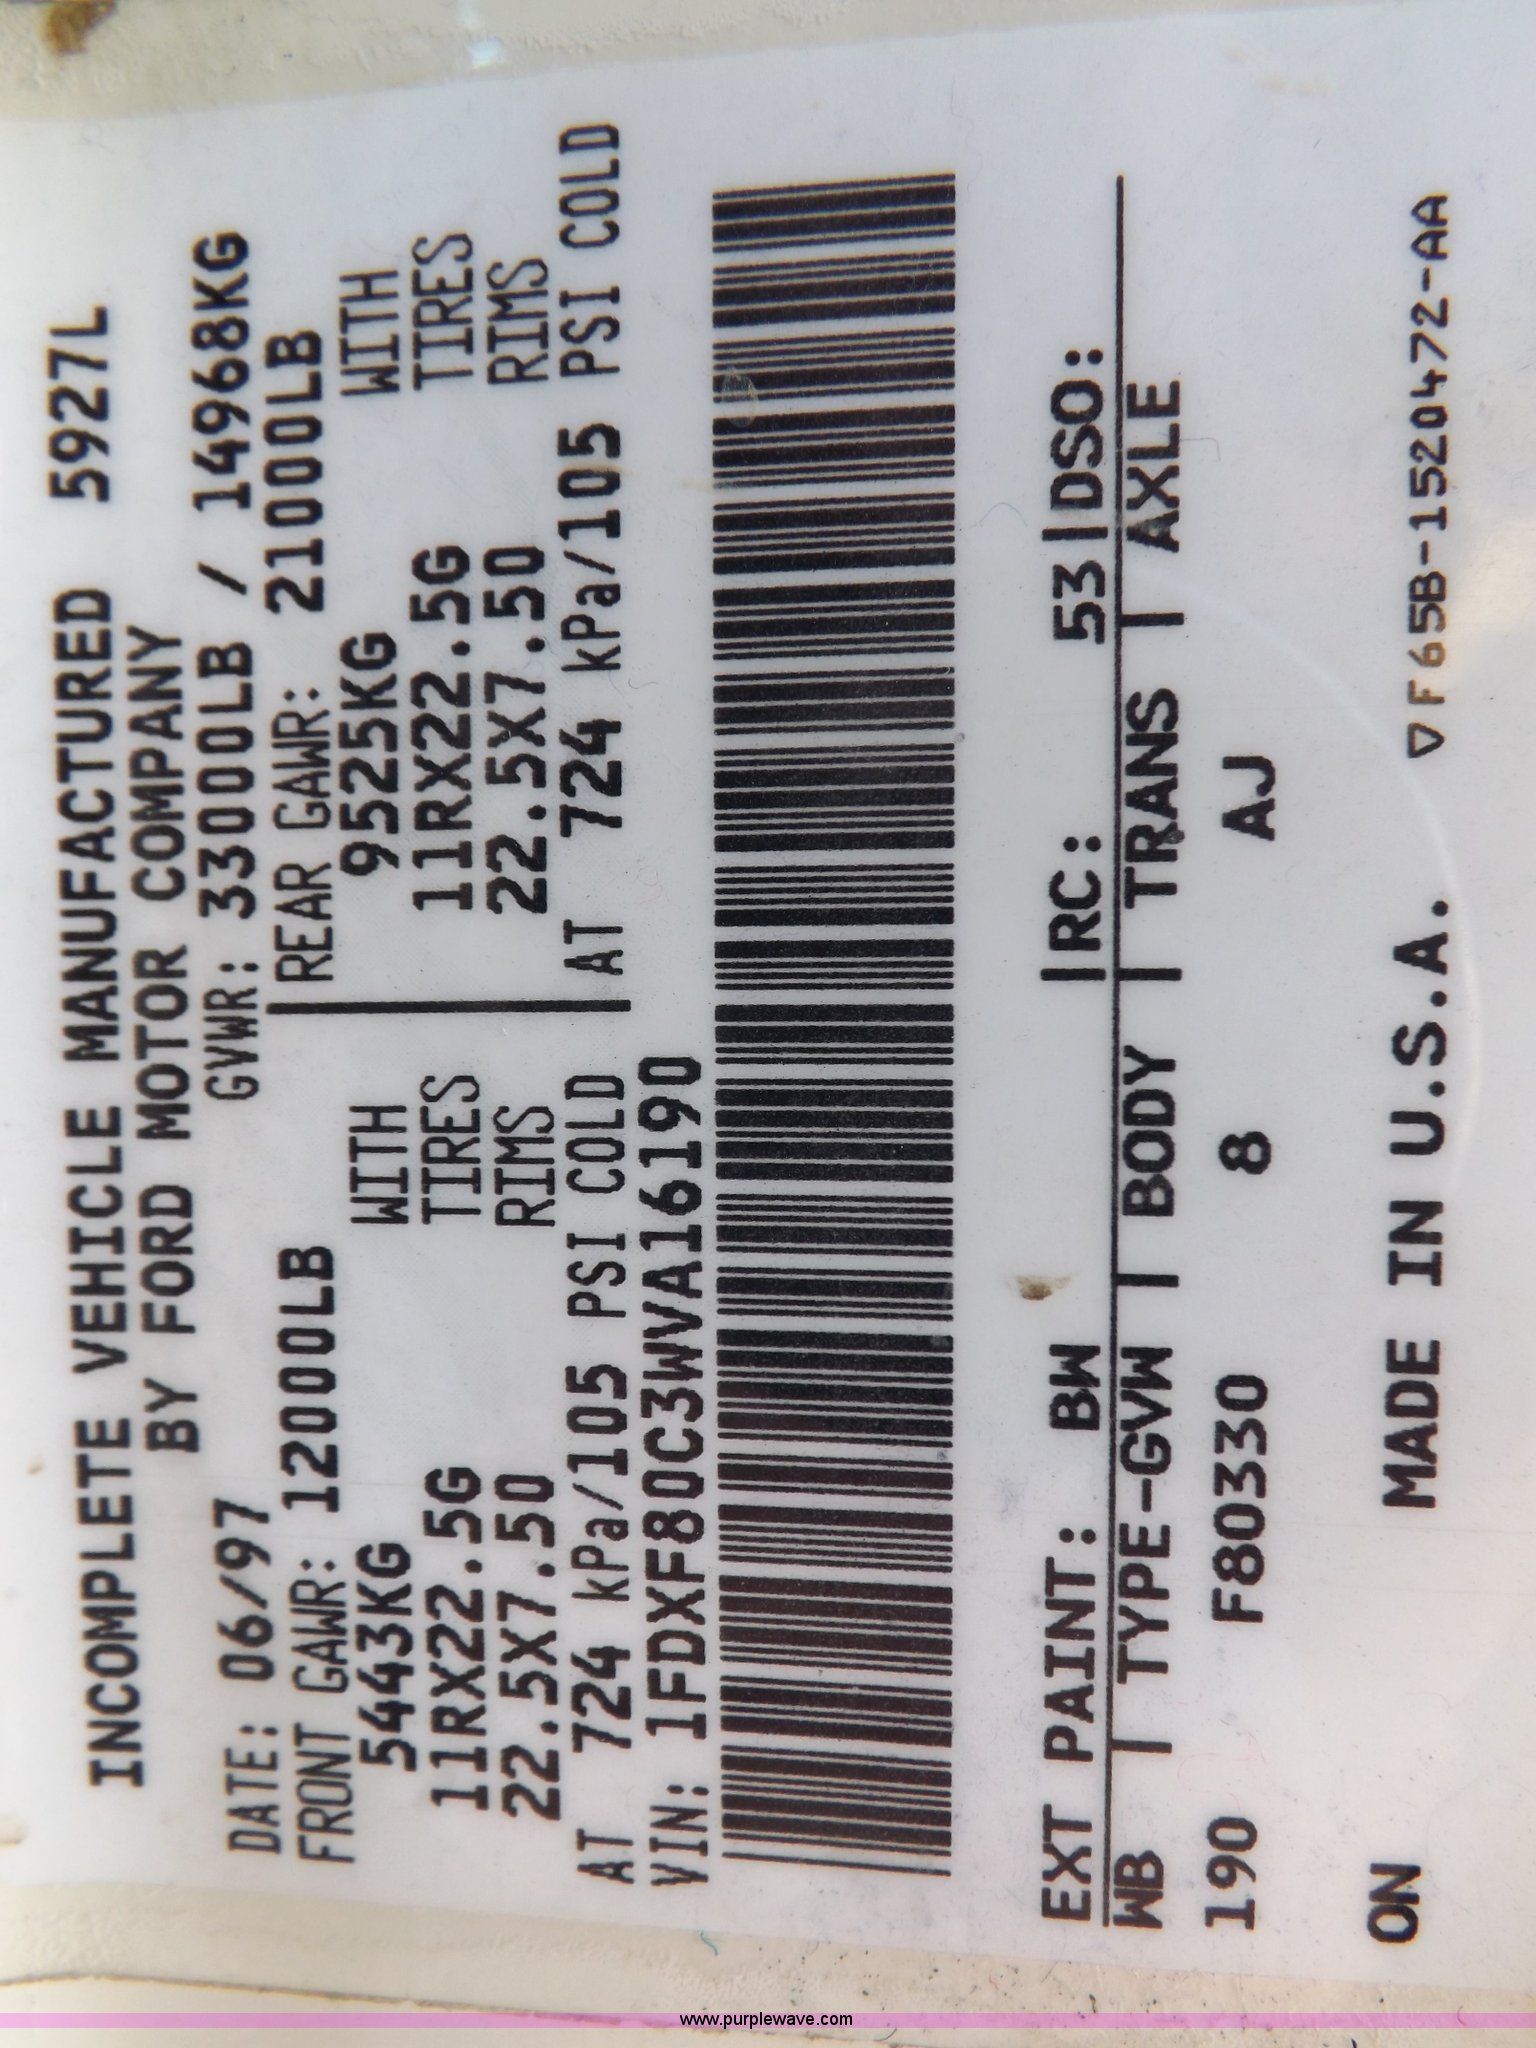 INCOMPLETE VEHICLE MANUFACTURED 5927L
BY FORD MOTOR COMPANY
DATE: 06/97 GVWR: 33000LB / 14968KG
FRONT GAWR: 12000LB REAR GAWR: 21000LB
5443KG WITH 9525KG WITH
11RX22.5G TIRES 11RX22.5G TIRES
22.5X7.50 RIMS 22.5X7.50 RIMS
AT 724 kPa/105 PSI COLD AT 724 kPa/105 PSI COLD
VIN: 1FDXF80C3WVA16190
EXT PAINT: BW |RC: 53|DSO:
WB | TYPE-GVW | BODY | TRANS | AXLE
190 F80330 8 AJ
ON MADE IN U.S.A. ▽F65B-1520472-AA
www.purplewave.com